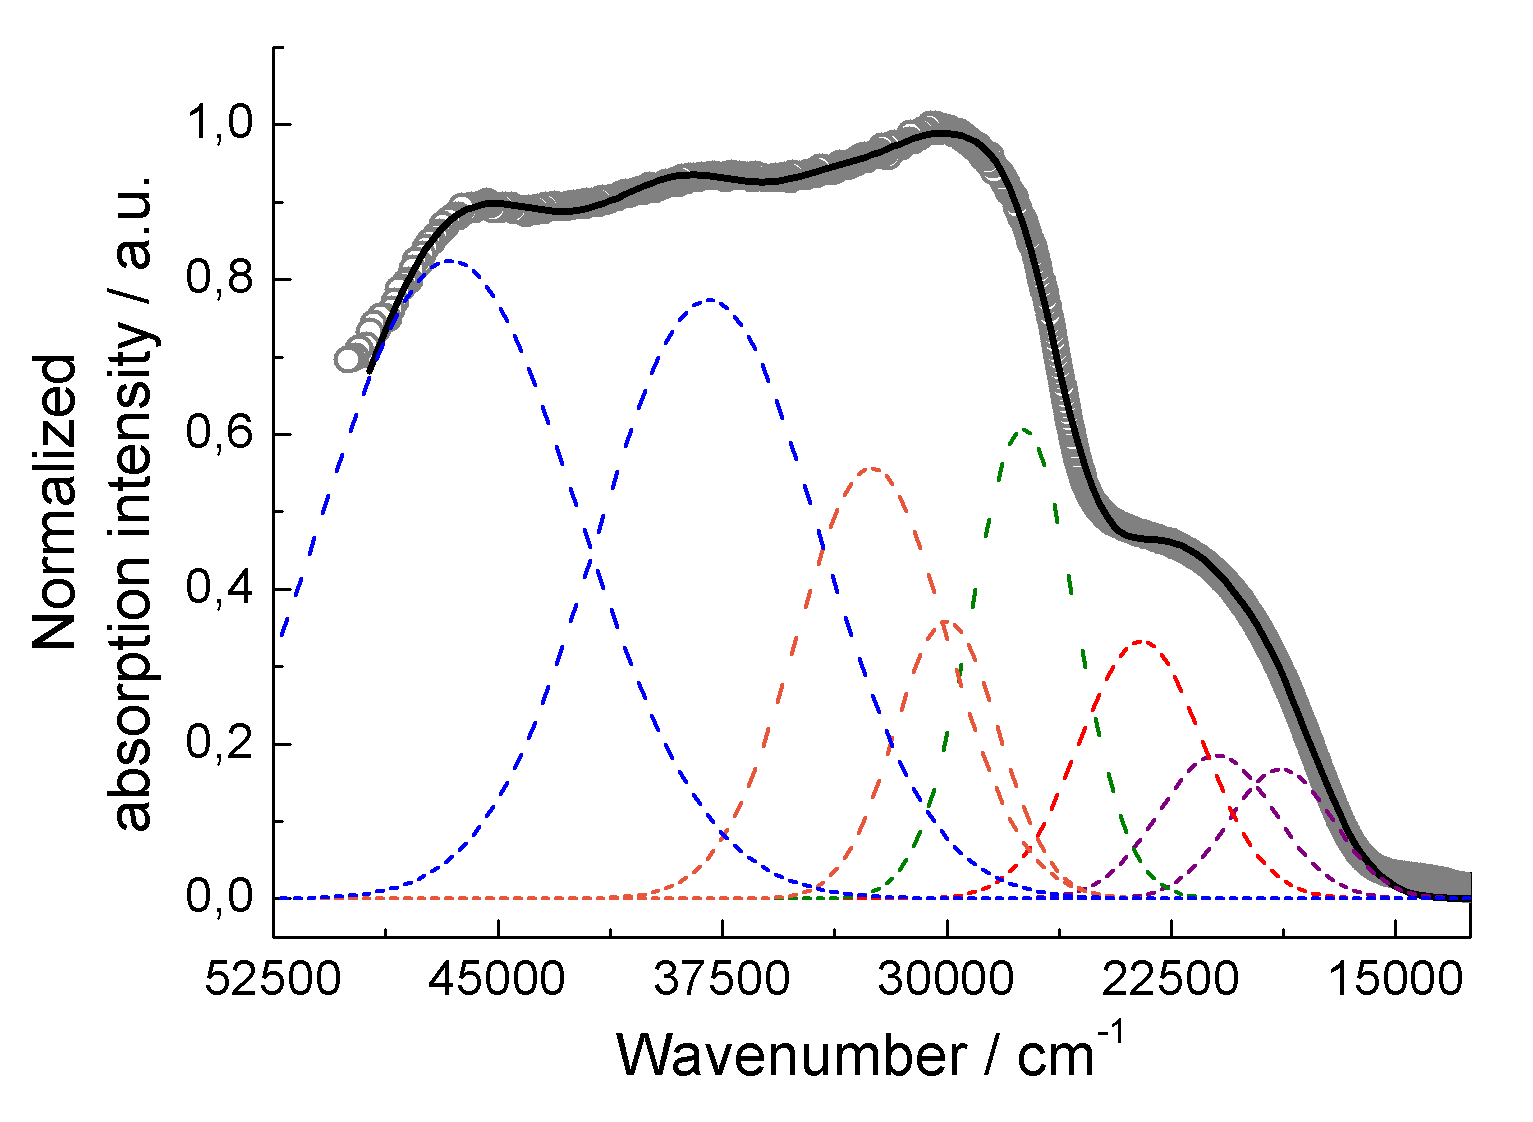 Normalized
absorption intensity / a.u.
1,0
0,8
0,6
0,4
0,2
0,0
52500 45000 37500 30000 22500 15000
Wavenumber / cm⁻¹